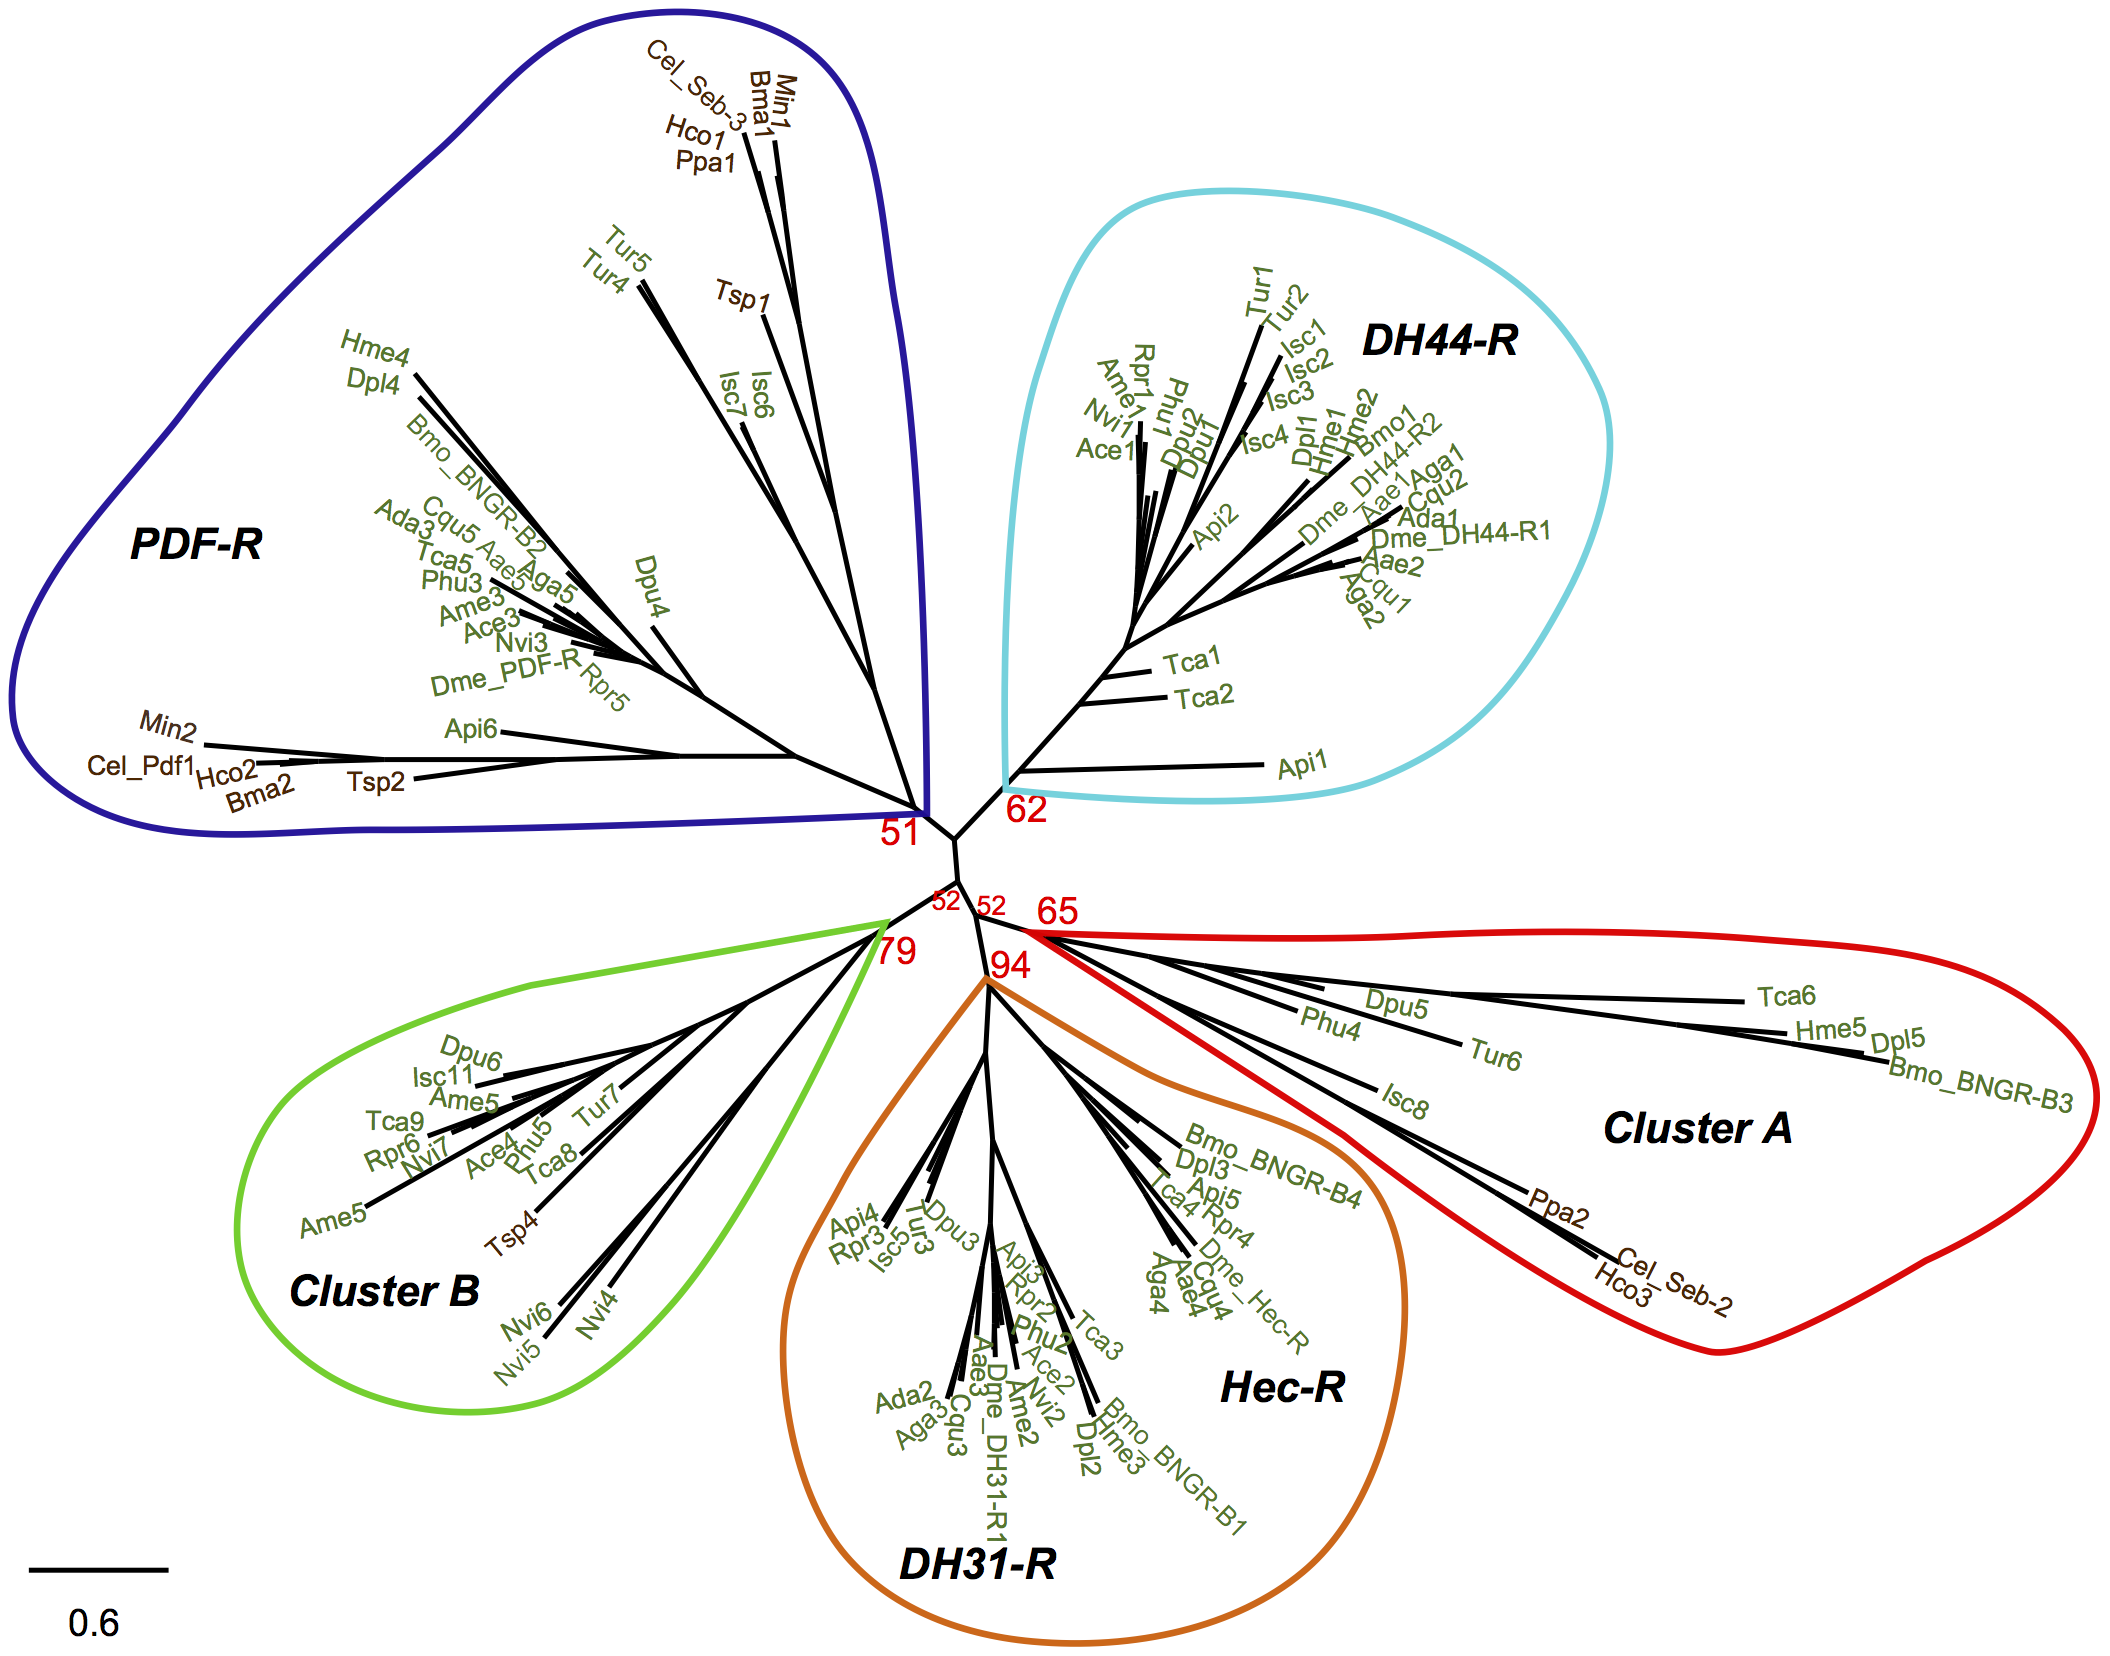 Cel_Seb-3
Hco1
Ppa1
Bma1
Min1
Tur5
Tur4
Tsp1
Isc7
Isc6
Hme4
Dpl4
Bmo_BNGR-B2
Ada3
Cqu5
Aae5
Aga5
Tca5
Phu3
Ame3
Ace3
Nvi3
Dme_PDF-R
Rpr5
Dpu4
PDF-R
Min2
Cel_Pdf1
Hco2
Bma2
Tsp2
Api6
51
DH44-R
Tur1
Tur2
Isc1
Isc2
Isc3
Isc4
Rpr1
Ame1
Nvi1
Ace1
Phu1
Dpu2
Dpu1
Api2
Dpl1
Hme1
Hme2
Bmo1
Dme_DH44-R2
Aae1
Aga1
Cqu2
Ada1
Dme_DH44-R1
Aae2
Cqu1
Aga2
Tca1
Tca2
Api1
62
52
52
65
79
94
Dpu5
Phu4
Tca6
Hme5
Dpl5
Bmo_BNGR-B3
Tur6
Isc8
Cluster A
Ppa2
Cel_Seb-2
Hco3
Dpu6
Isc11
Ame5
Tca9
Rpr6
Nvi7
Ace4
Phu5
Tur7
Tca8
Ame5
Tsp4
Cluster B
Nvi6
Nvi5
Nvi4
Bmo_BNGR-B4
Dpl3
Api5
Tca4
Rpr4
Dme_Hec-R
Cqu4
Aae4
Aga4
Hec-R
Api4
Rpr3
Isc5
Tur3
Dpu3
Api3
Rpr2
Phu2
Ace2
Nvi2
Ame2
Tca3
Aae3
Dme_DH31-R1
Ada2
Aga3
Cqu3
Dpl2
Hme3
Bmo_BNGR-B1
DH31-R
0.6